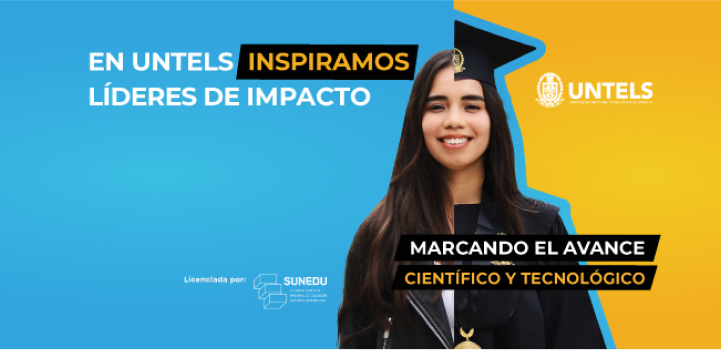 EN UNTELS INSPIRAMOS
LÍDERES DE IMPACTO
UNTELS
MARCANDO EL AVANCE
CIENTÍFICO Y TECNOLÓGICO
Licenciada por:
SUNEDU